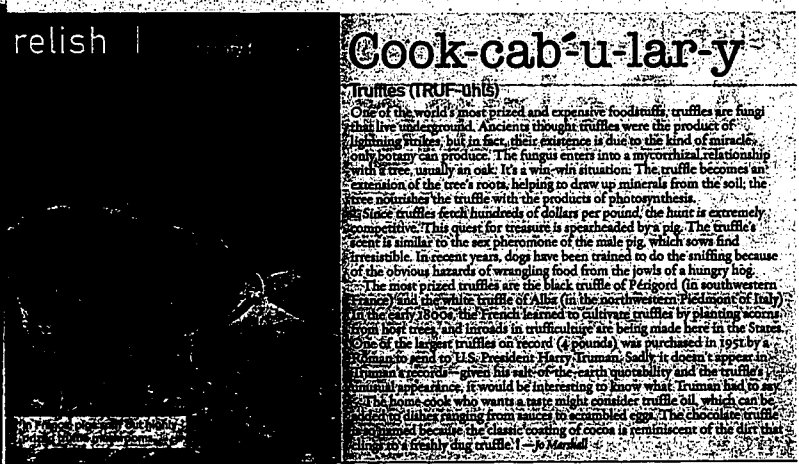 relish |
Cook-cab´-u-lar-y
Truffles (TRUF-uhls)
One of the world's most prized and expensive foodstuffs, truffles are fungi
that live underground. Ancients thought truffles were the product of
lightning strikes, but in fact, their existence is due to the kind of miracle
only botany can produce. The fungus enters into a mycorrhizal relationship
with a tree, usually an oak. It's a win-win situation: The truffle becomes an
extension of the tree's roots, helping to draw up minerals from the soil; the
tree nourishes the truffle with the products of photosynthesis.
Since truffles fetch hundreds of dollars per pound, the hunt is extremely
competitive. This quest for treasure is spearheaded by a pig. The truffle's
scent is similar to the sex pheromone of the male pig, which sows find
irresistible. In recent years, dogs have been trained to do the sniffing because
of the obvious hazards of wrangling food from the jowls of a hungry hog.
The most prized truffles are the black truffle of Périgord (in southwestern
France) and the white truffle of Alba (in the northwestern Piedmont of Italy)
In the early 1800s, the French learned to cultivate truffles by planting acorns
from host trees, and inroads in trufficulture are being made here in the States.
One of the largest truffles on record (4 pounds) was purchased in 1951 by a
Roman to send to U.S. President Harry Truman. Sadly, it doesn't appear in
Truman's records—given his salt-of-the-earth quotability and the truffle's
unusual appearance, it would be interesting to know what Truman had to say.
The home cook who wants a taste might consider truffle oil, which can be
added to dishes ranging from sauces to scrambled eggs. The chocolate truffle
is so named because the classic coating of cocoa is reminiscent of the dirt that
clings to a freshly dug truffle. | —Jo Marshall
In France, pigs sniff out highly
prized truffle mushrooms.